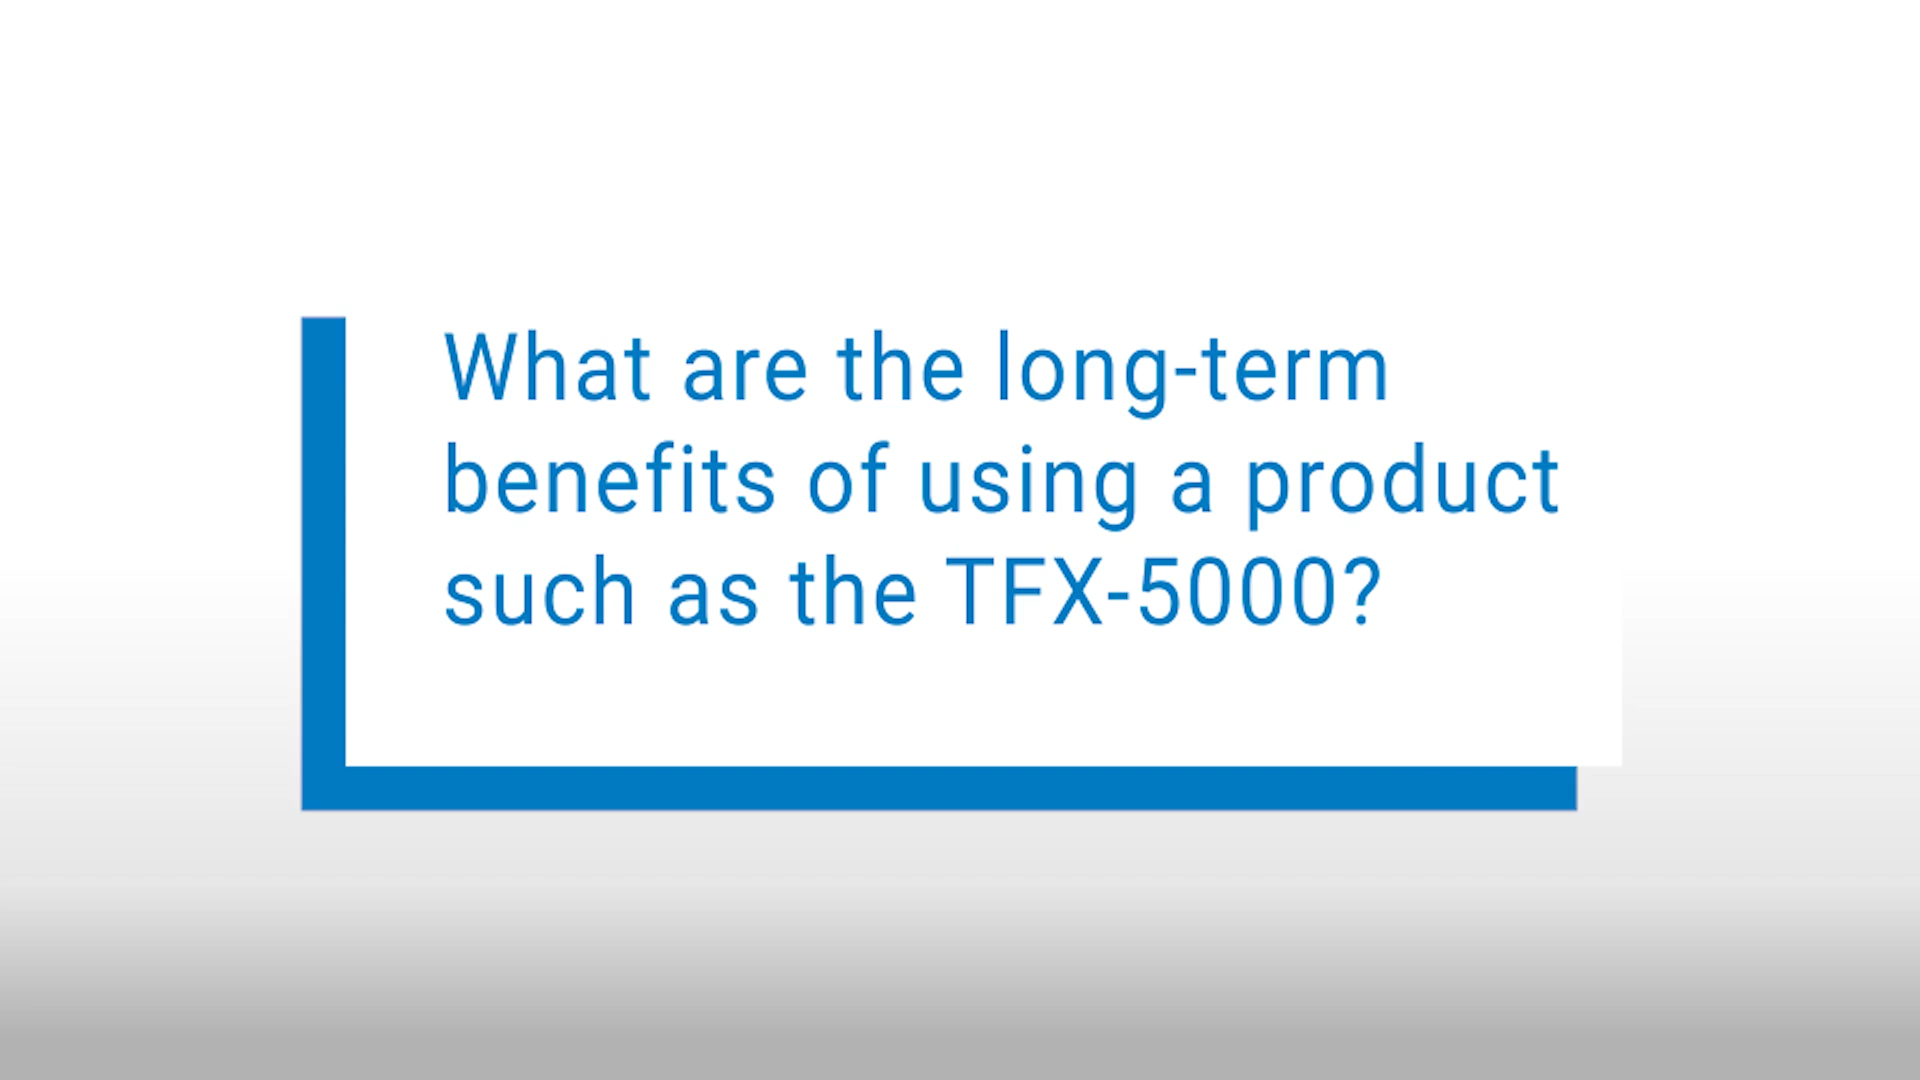 What are the long-term
benefits of using a product
such as the TFX-5000?